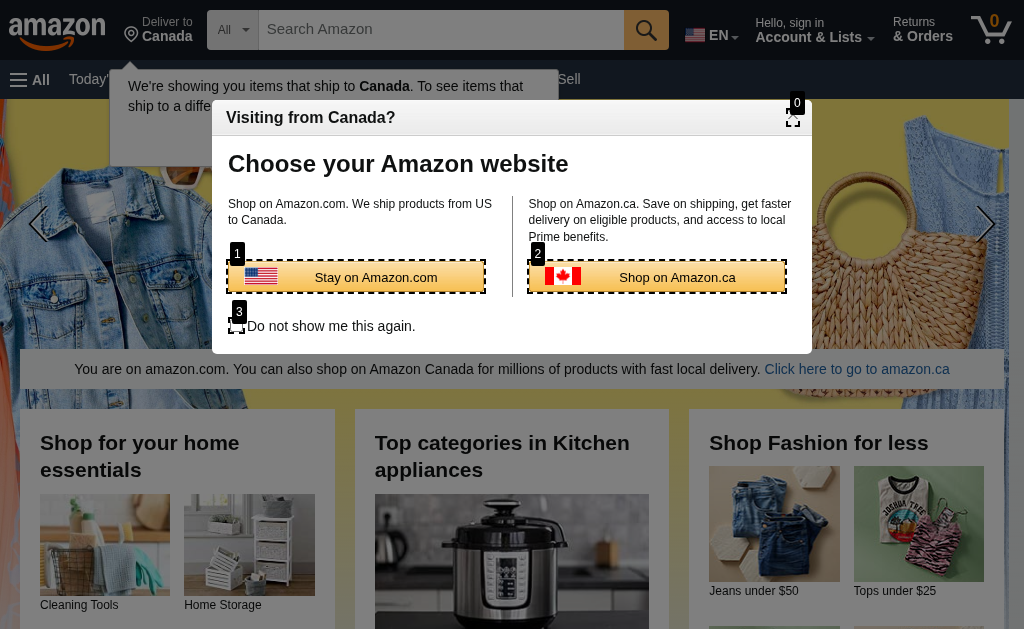 amazon
Deliver to
Canada
All
Search Amazon
EN
Hello, sign in
Account & Lists
Returns
& Orders
0
All
Today'
Sell
We're showing you items that ship to Canada. To see items that
ship to a diffe
0
Visiting from Canada?
Choose your Amazon website
Shop on Amazon.com. We ship products from US
to Canada.
Shop on Amazon.ca. Save on shipping, get faster
delivery on eligible products, and access to local
Prime benefits.
1
Stay on Amazon.com
2
Shop on Amazon.ca
3
Do not show me this again.
You are on amazon.com. You can also shop on Amazon Canada for millions of products with fast local delivery. Click here to go to amazon.ca
Shop for your home
essentials
Top categories in Kitchen
appliances
Shop Fashion for less
JOSHUA TREE
Cleaning Tools
Home Storage
Jeans under $50
Tops under $25